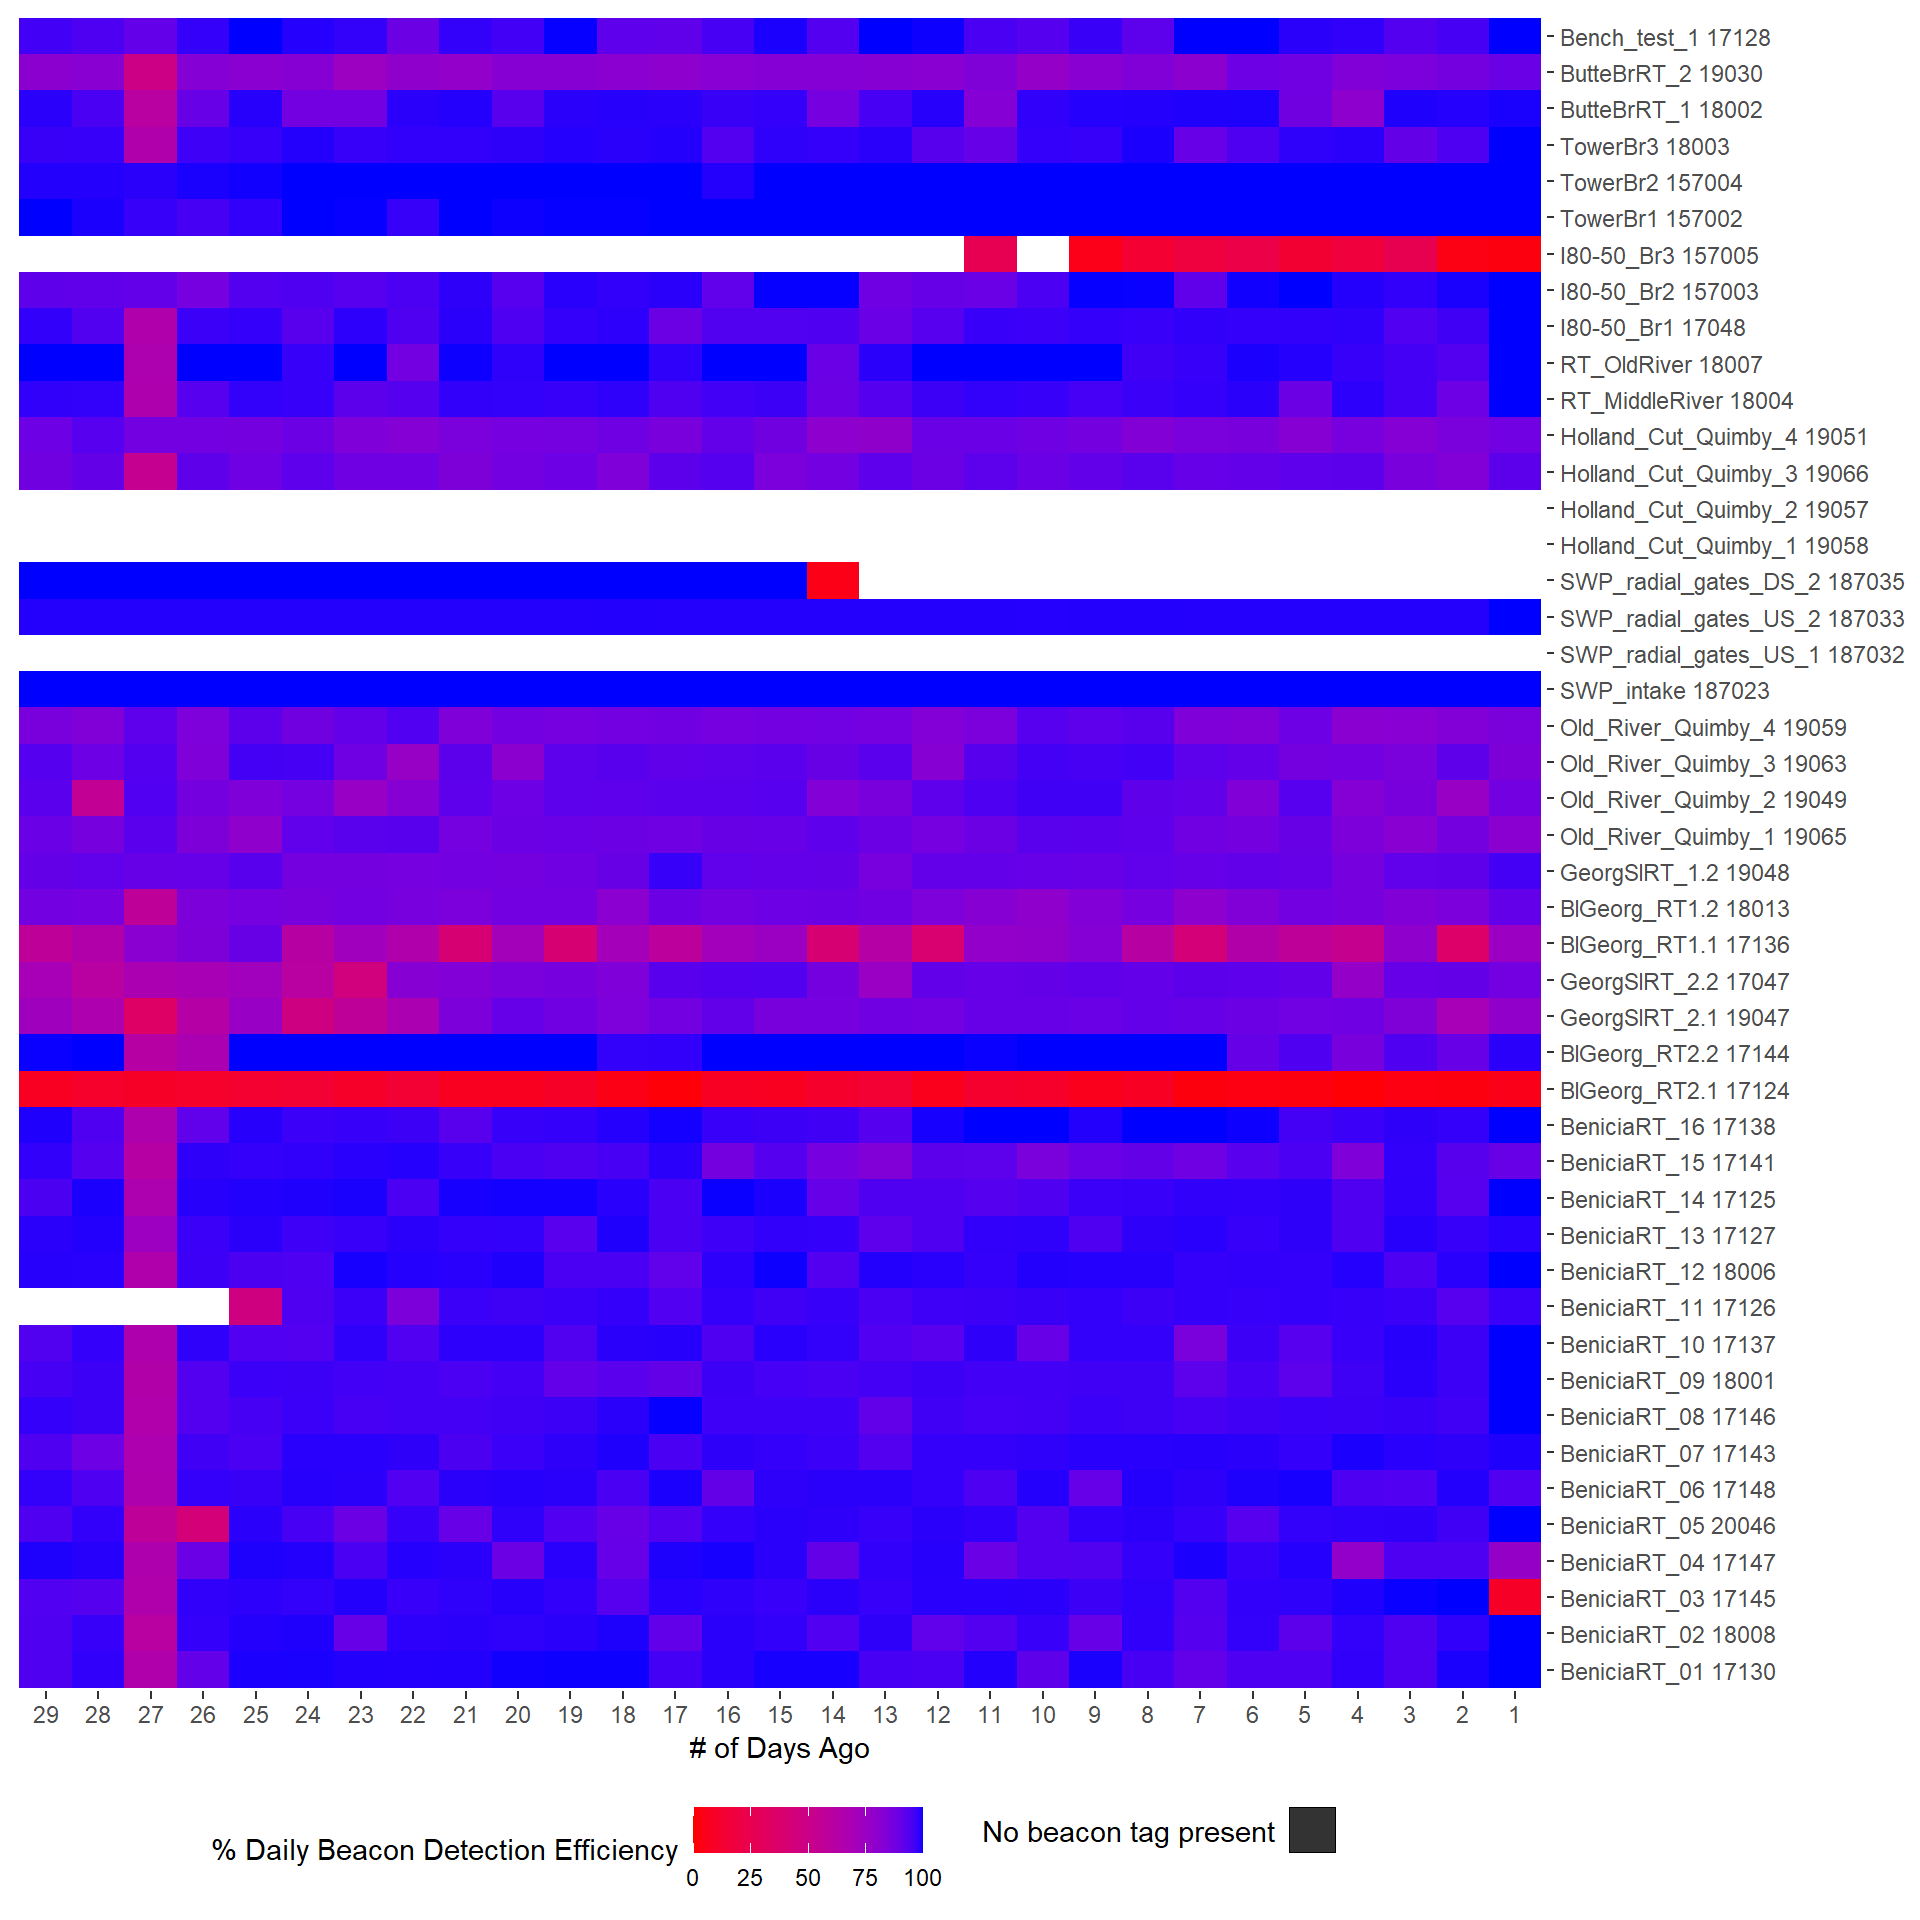 Bench_test_1 17128
ButteBrRT_2 19030
ButteBrRT_1 18002
TowerBr3 18003
TowerBr2 157004
TowerBr1 157002
I80-50_Br3 157005
I80-50_Br2 157003
I80-50_Br1 17048
RT_OldRiver 18007
RT_MiddleRiver 18004
Holland_Cut_Quimby_4 19051
Holland_Cut_Quimby_3 19066
Holland_Cut_Quimby_2 19057
Holland_Cut_Quimby_1 19058
SWP_radial_gates_DS_2 187035
SWP_radial_gates_US_2 187033
SWP_radial_gates_US_1 187032
SWP_intake 187023
Old_River_Quimby_4 19059
Old_River_Quimby_3 19063
Old_River_Quimby_2 19049
Old_River_Quimby_1 19065
GeorgSlRT_1.2 19048
BlGeorg_RT1.2 18013
BlGeorg_RT1.1 17136
GeorgSlRT_2.2 17047
GeorgSlRT_2.1 19047
BlGeorg_RT2.2 17144
BlGeorg_RT2.1 17124
BeniciaRT_16 17138
BeniciaRT_15 17141
BeniciaRT_14 17125
BeniciaRT_13 17127
BeniciaRT_12 18006
BeniciaRT_11 17126
BeniciaRT_10 17137
BeniciaRT_09 18001
BeniciaRT_08 17146
BeniciaRT_07 17143
BeniciaRT_06 17148
BeniciaRT_05 20046
BeniciaRT_04 17147
BeniciaRT_03 17145
BeniciaRT_02 18008
BeniciaRT_01 17130
29 28 27 26 25 24 23 22 21 20 19 18 17 16 15 14 13 12 11 10 9 8 7 6 5 4 3 2 1
# of Days Ago
% Daily Beacon Detection Efficiency
0 25 50 75 100
No beacon tag present